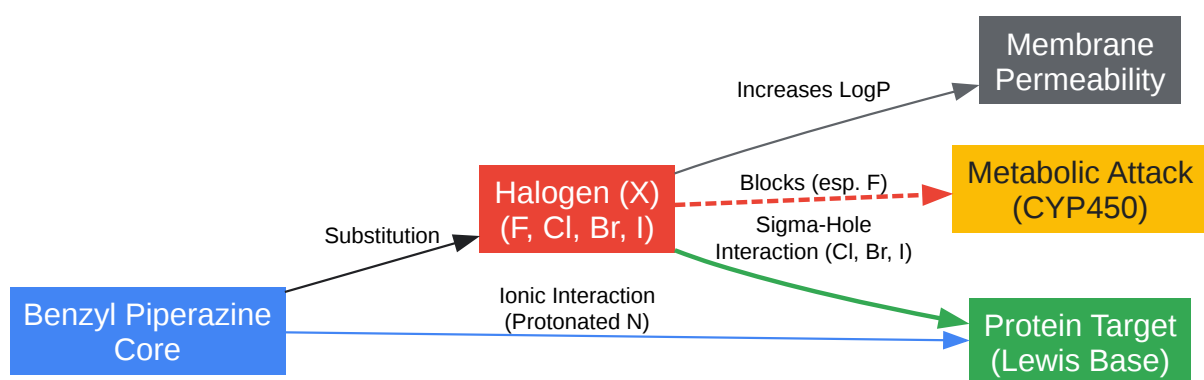 Membrane
Permeability
Increases LogP
Metabolic Attack
(CYP450)
Blocks (esp. F)
Halogen (X)
(F, Cl, Br, I)
Sigma-Hole
Interaction (Cl, Br, I)
Substitution
Benzyl Piperazine
Core
Ionic Interaction
(Protonated N)
Protein Target
(Lewis Base)